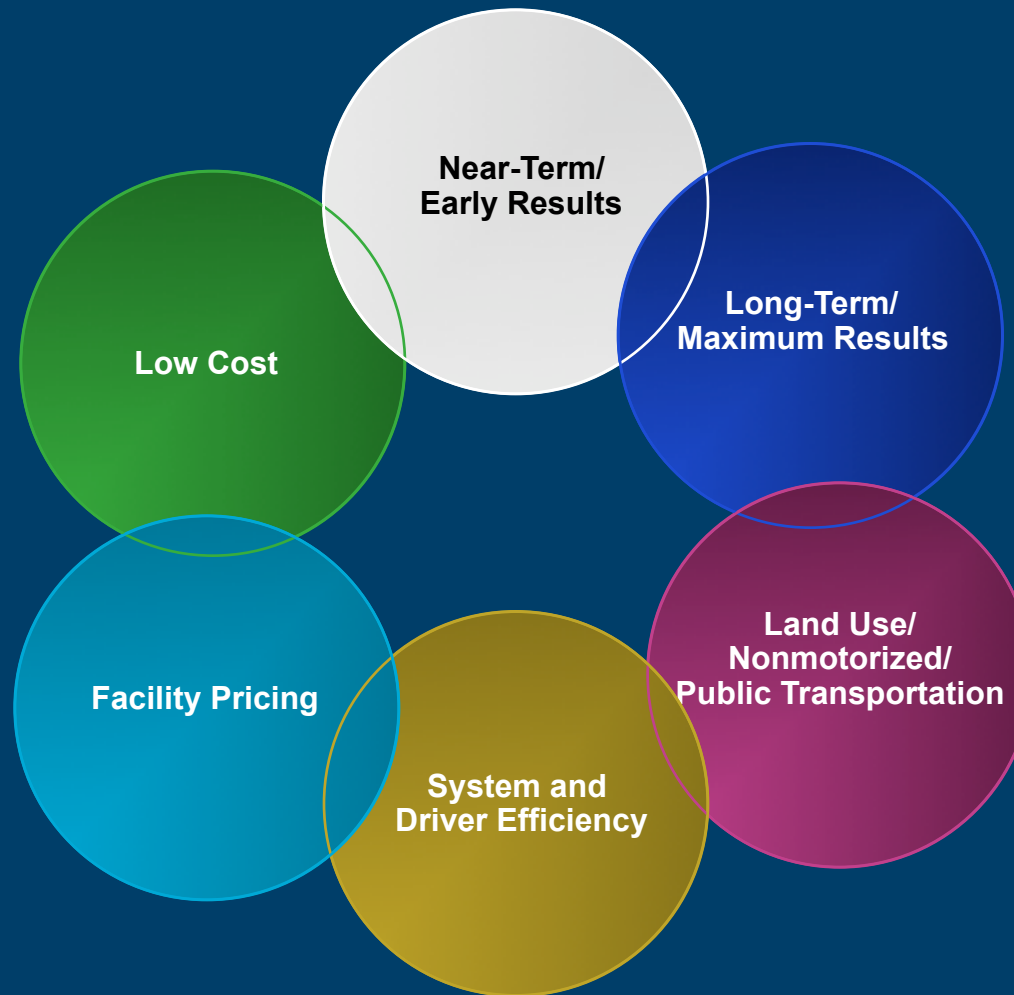 Near-Term/
Early Results
Long-Term/
Maximum Results
Low Cost
Land Use/
Nonmotorized/
Public Transportation
Facility Pricing
System and
Driver Efficiency